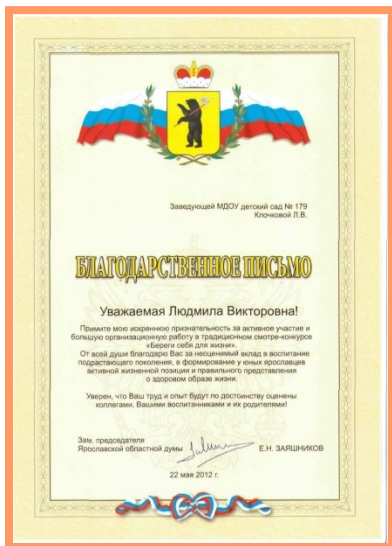 Заведующей МДОУ детский сад № 179
Клочковой Л.В.
БЛАГОДАРСТВЕННОЕ ПИСЬМО
Уважаемая Людмила Викторовна!
Примите мою искреннюю признательность за активное участие и
большую организационную работу в традиционном смотре-конкурсе
«Береги себя для жизни».
От всей души благодарю Вас за неоценимый вклад в воспитание
подрастающего поколения, в формирование у юных ярославцев
активной жизненной позиции и правильного представления
о здоровом образе жизни.
Уверен, что Ваш труд и опыт будут по достоинству оценены
коллегами, Вашими воспитанниками и их родителями!
Зам. председателя
Ярославской областной думы Е.Н. ЗАЯШНИКОВ
22 мая 2012 г.